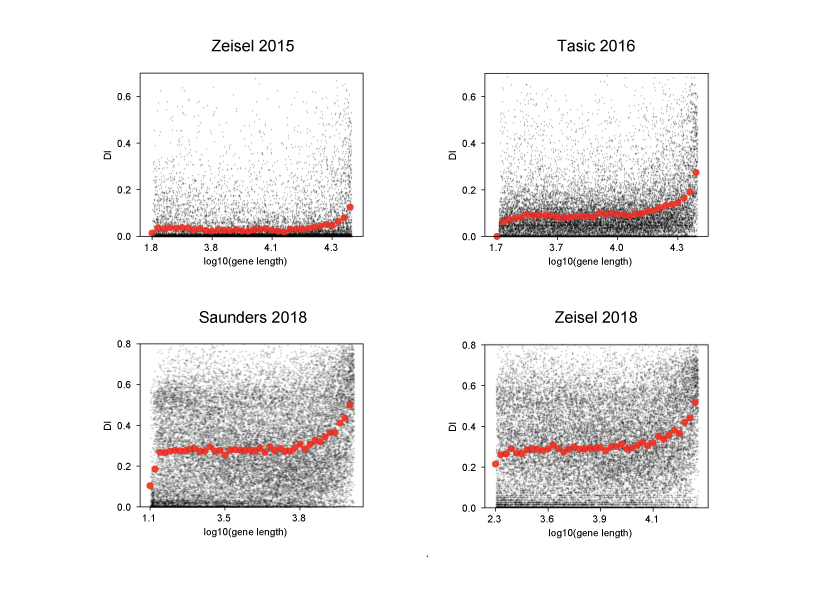 Zeisel 2015
Tasic 2016
DI
0.6
0.4
0.2
0.0
1.8 3.8 4.1 4.3
log10(gene length)
DI
0.6
0.4
0.2
0.0
1.7 3.7 4.0 4.3
log10(gene length)
Saunders 2018
Zeisel 2018
DI
0.8
0.6
0.4
0.2
0.0
1.1 3.5 3.8
log10(gene length)
DI
0.8
0.6
0.4
0.2
0.0
2.3 3.6 3.9 4.1
log10(gene length)